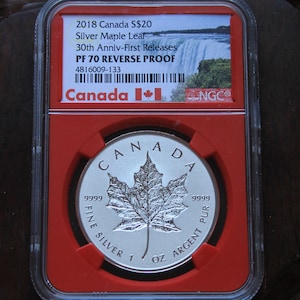 2018 Canada S$20
Silver Maple Leaf
30th Anniv-First Releases
PF 70 REVERSE PROOF
4816009-133
Canada
NGC
CANADA
9999 9999
FINE SILVER 1 OZ ARGENT PUR